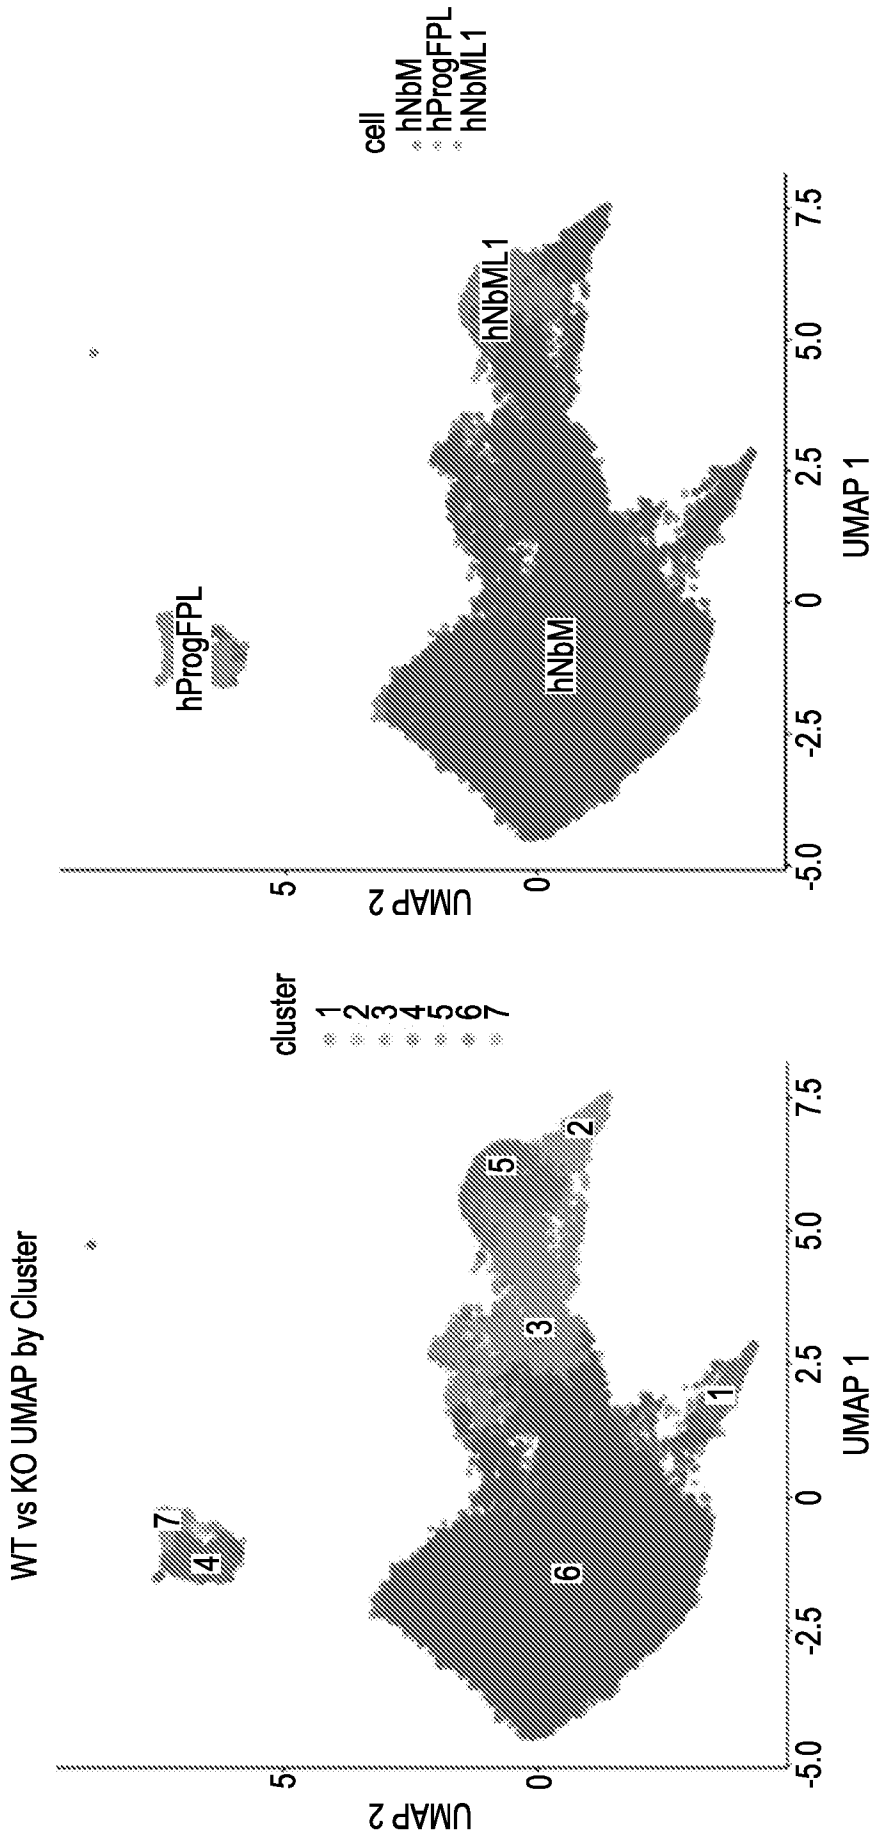 WT vs KO UMAP by Cluster
UMAP 2
5
0
-5.0
-2.5
0
2.5
5.0
7.5
UMAP 1
7
4
6
3
5
2
1
cluster
1
2
3
4
5
6
7
UMAP 2
5
0
-5.0
-2.5
0
2.5
5.0
7.5
UMAP 1
hProgFPL
hNbM
hNbML1
cell
hNbM
hProgFPL
hNbML1